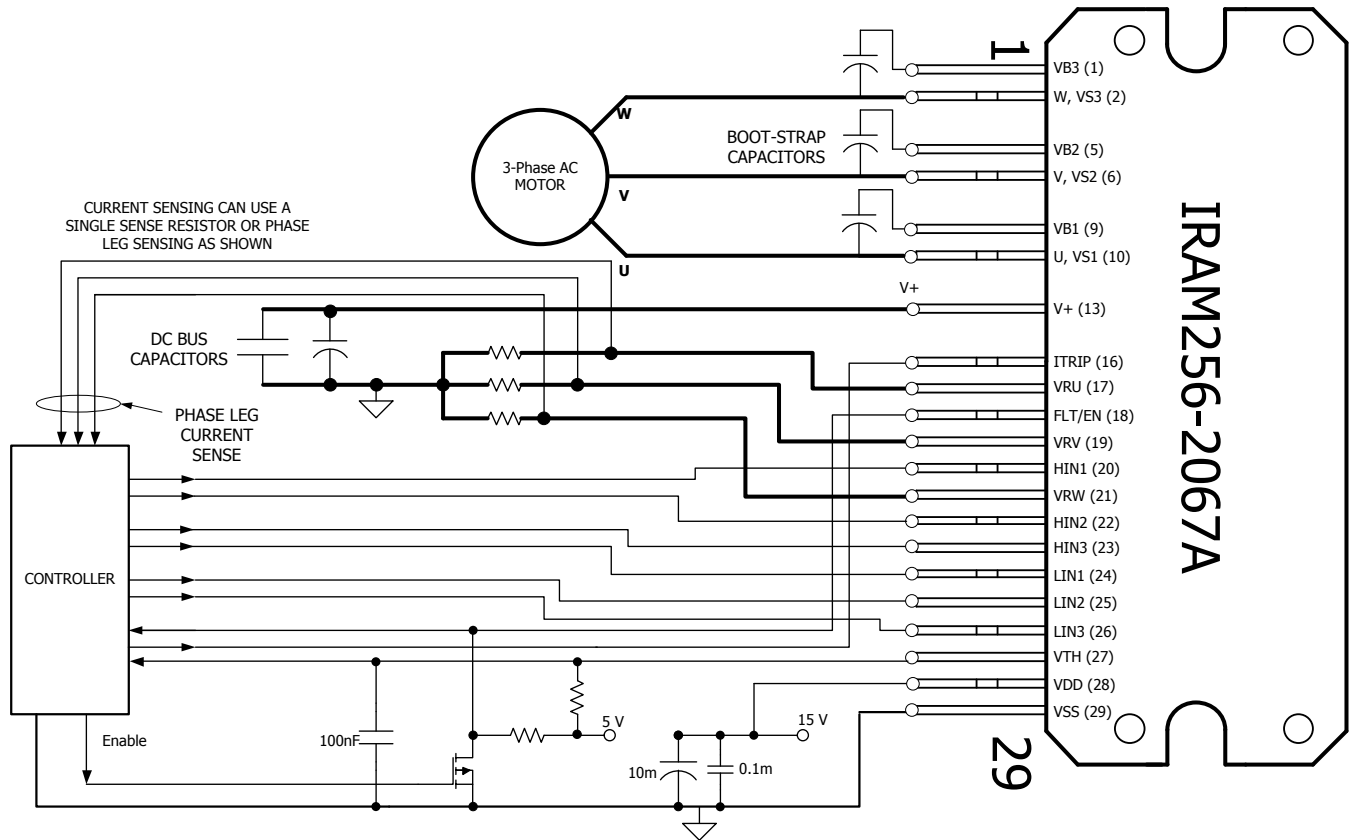 1
VB3 (1)
W, VS3 (2)
W
BOOT-STRAP
CAPACITORS
VB2 (5)
V, VS2 (6)
3-Phase AC
MOTOR
V
CURRENT SENSING CAN USE A
SINGLE SENSE RESISTOR OR PHASE
LEG SENSING AS SHOWN
VB1 (9)
U, VS1 (10)
U
V+
V+ (13)
DC BUS
CAPACITORS
ITRIP (16)
VRU (17)
PHASE LEG
CURRENT
SENSE
FLT/EN (18)
VRV (19)
HIN1 (20)
VRW (21)
HIN2 (22)
HIN3 (23)
CONTROLLER
LIN1 (24)
LIN2 (25)
LIN3 (26)
VTH (27)
VDD (28)
VSS (29)
IRAM256-2067A
Enable
100nF
5 V
15 V
10m
0.1m
29